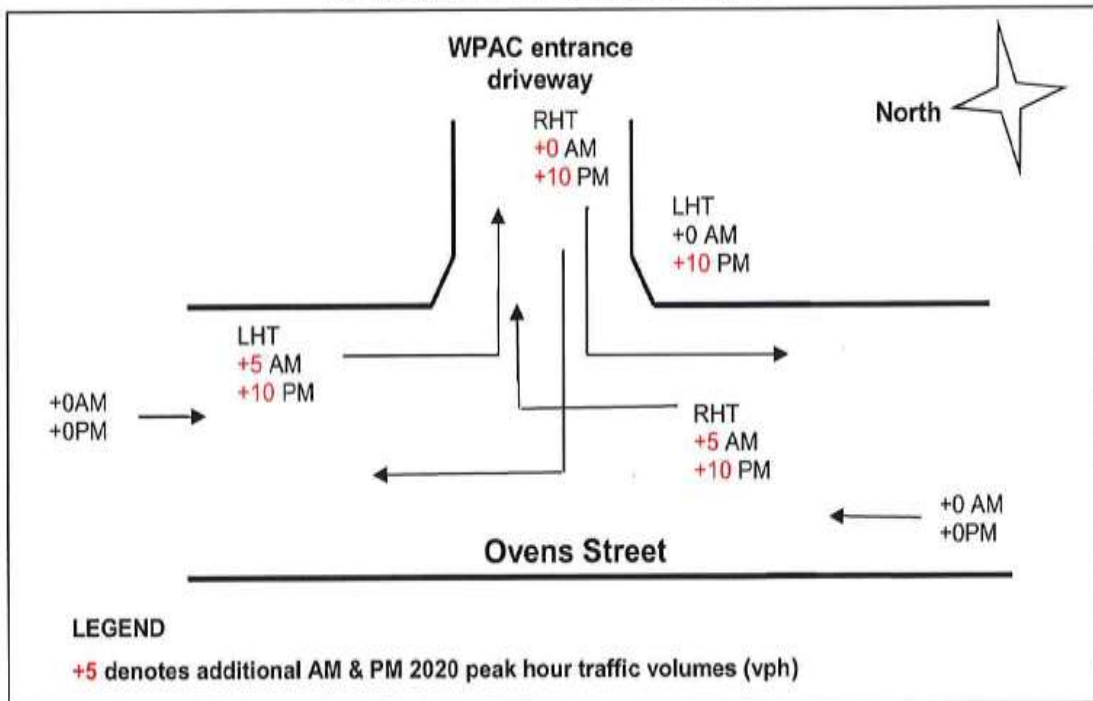 WPAC entrance
driveway
North
RHT
+0 AM
+10 PM
LHT
+0 AM
+10 PM
LHT
+5 AM
+10 PM
+0AM
+0PM
RHT
+5 AM
+10 PM
+0 AM
+0PM
Ovens Street
LEGEND
+5 denotes additional AM & PM 2020 peak hour traffic volumes (vph)